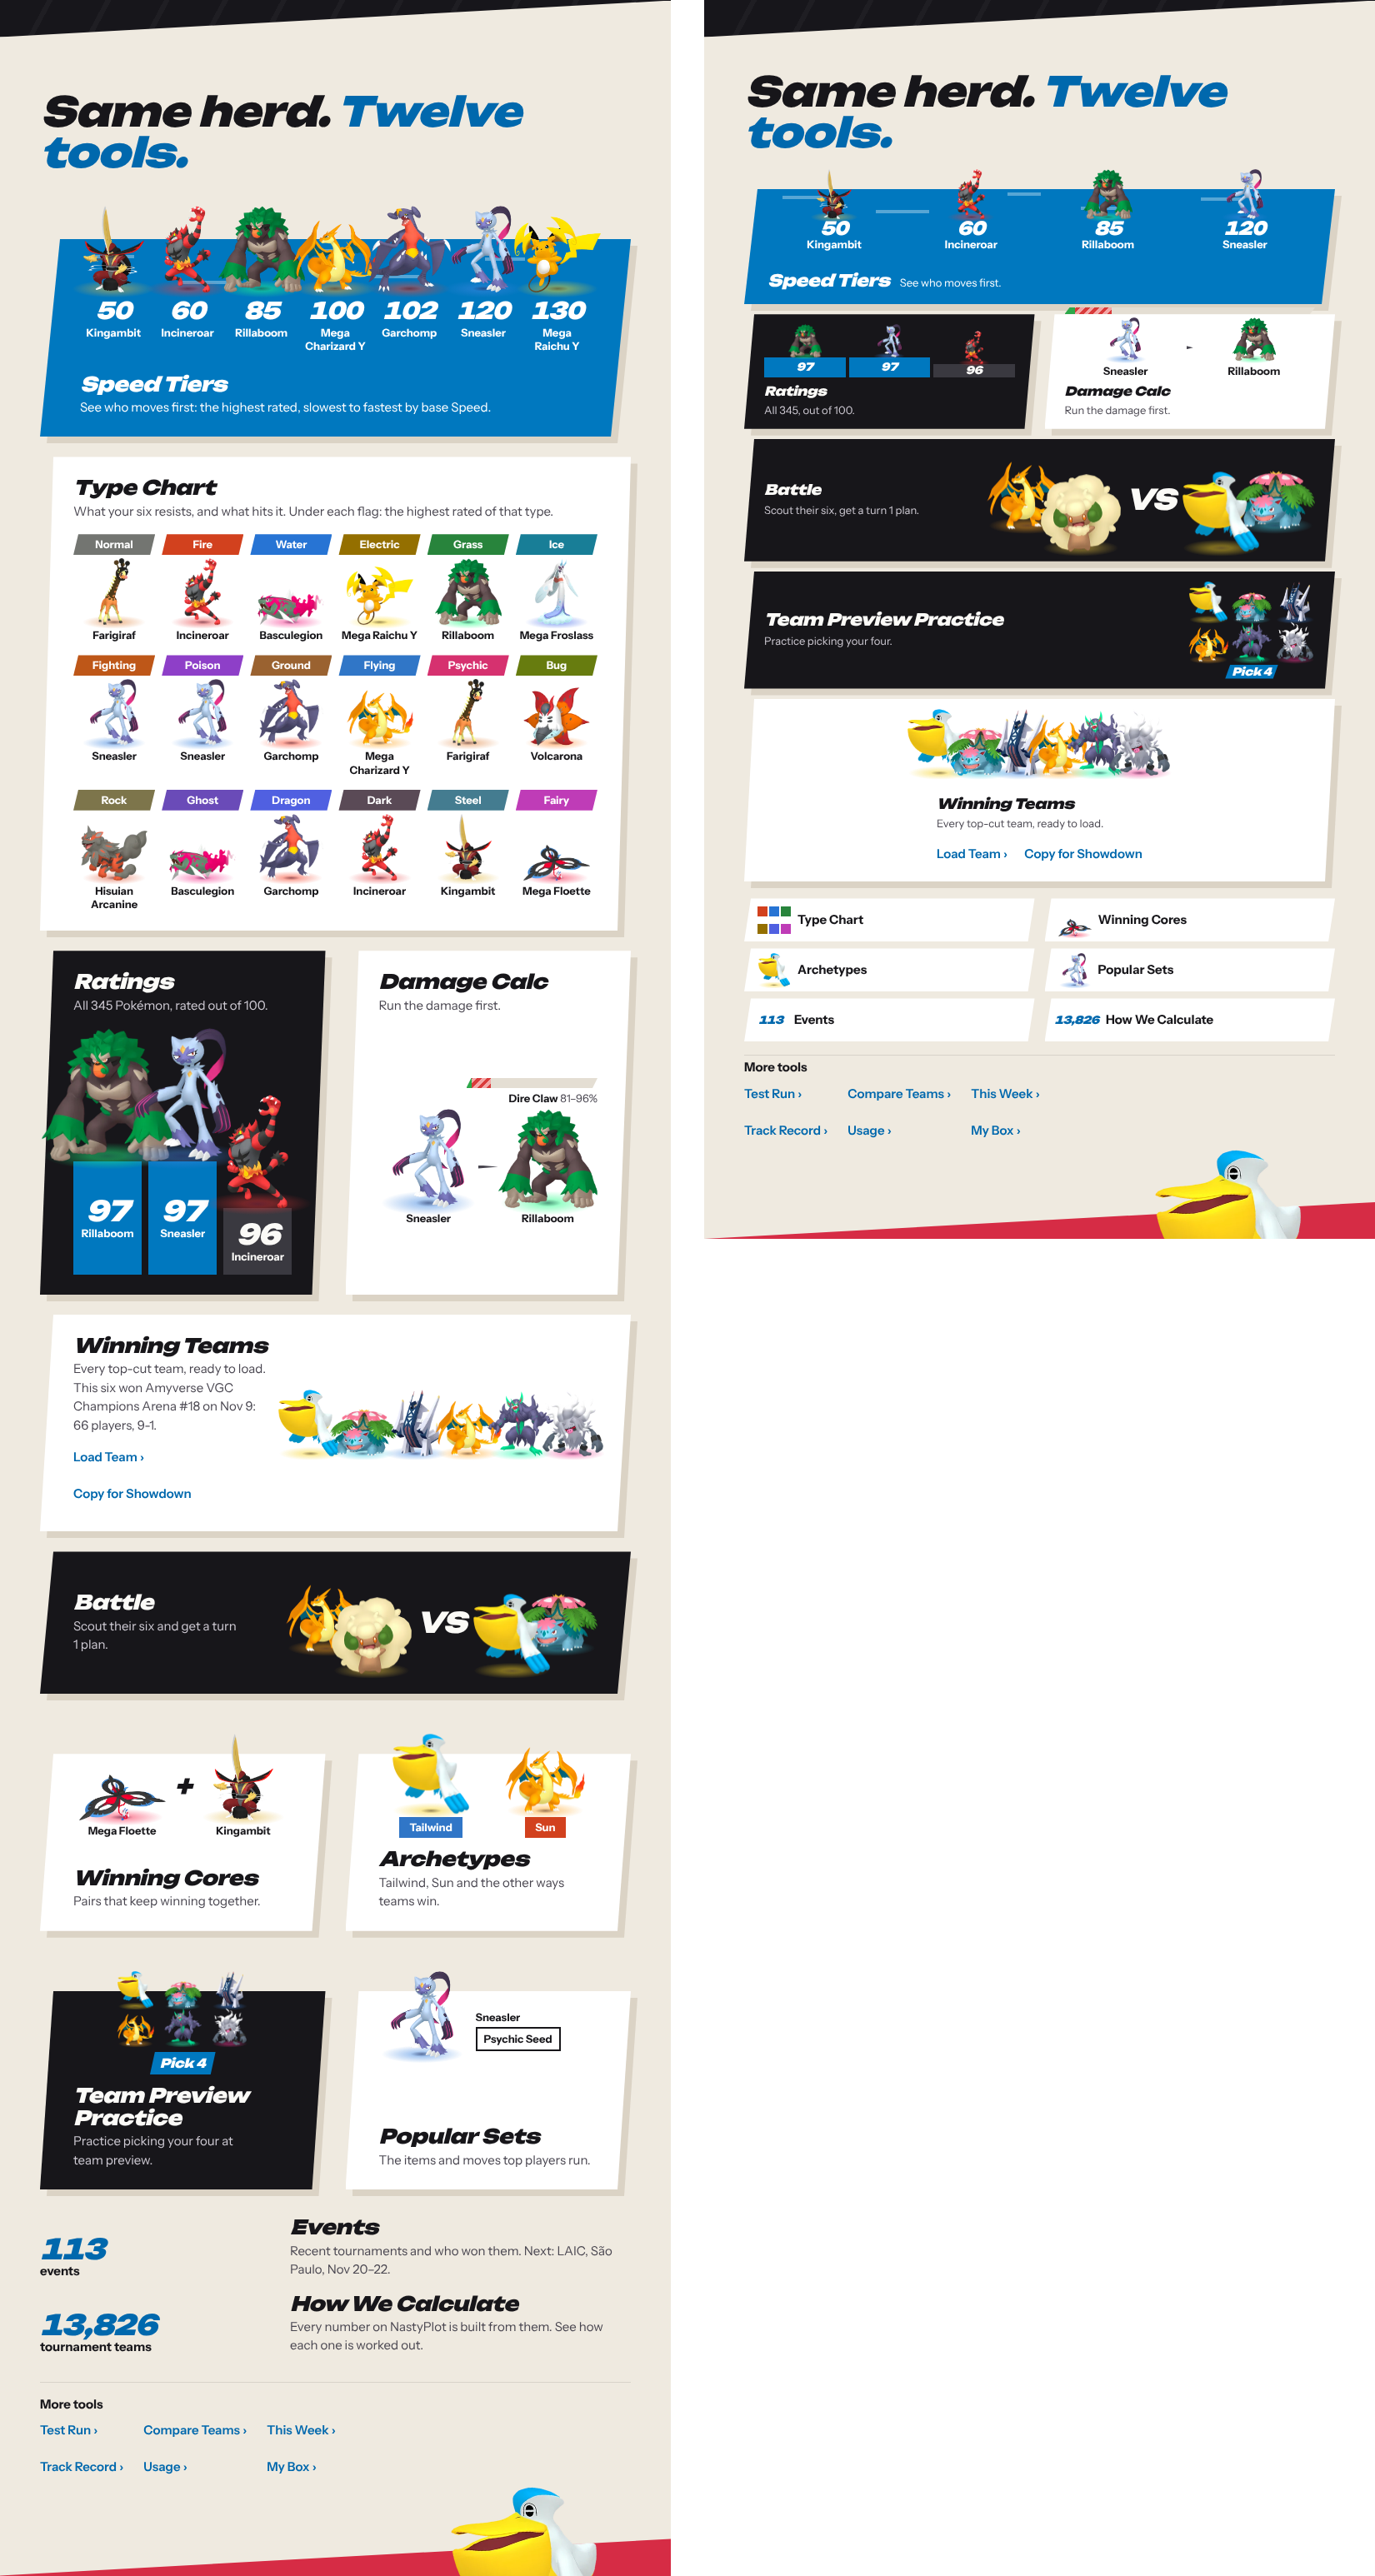 Same herd. Twelve
tools.
50
60
85
100
102
120
130
Kingambit
Incineroar
Rillaboom
Mega
Charizard Y
Garchomp
Sneasler
Mega
Raichu Y
Speed Tiers
See who moves first: the highest rated, slowest to fastest by base Speed.
Type Chart
What your six resists, and what hits it. Under each flag: the highest rated of that type.
Normal
Fire
Water
Electric
Grass
Ice
Farigiraf
Incineroar
Basculegion
Mega Raichu Y
Rillaboom
Mega Froslass
Fighting
Poison
Ground
Flying
Psychic
Bug
Sneasler
Sneasler
Garchomp
Mega
Charizard Y
Farigiraf
Volcarona
Rock
Ghost
Dragon
Dark
Steel
Fairy
Hisuian
Arcanine
Basculegion
Garchomp
Incineroar
Kingambit
Mega Floette
Ratings
All 345 Pokémon, rated out of 100.
97
Rillaboom
97
Sneasler
96
Incineroar
Damage Calc
Run the damage first.
Dire Claw 81–96%
Sneasler
Rillaboom
Winning Teams
Every top-cut team, ready to load.
This six won Amyverse VGC
Champions Arena #18 on Nov 9:
66 players, 9-1.
Load Team ›
Copy for Showdown
Battle
Scout their six and get a turn
1 plan.
VS
Mega Floette
+
Kingambit
Winning Cores
Pairs that keep winning together.
Tailwind
Sun
Archetypes
Tailwind, Sun and the other ways
teams win.
Pick 4
Team Preview
Practice
Practice picking your four at
team preview.
Sneasler
Psychic Seed
Popular Sets
The items and moves top players run.
113
events
Events
Recent tournaments and who won them. Next: LAIC, São
Paulo, Nov 20–22.
13,826
tournament teams
How We Calculate
Every number on NastyPlot is built from them. See how
each one is worked out.
More tools
Test Run ›
Compare Teams ›
This Week ›
Track Record ›
Usage ›
My Box ›
Same herd. Twelve
tools.
50
Kingambit
60
Incineroar
85
Rillaboom
120
Sneasler
Speed Tiers
See who moves first.
97
97
96
Ratings
All 345, out of 100.
Sneasler
Rillaboom
Damage Calc
Run the damage first.
Battle
Scout their six, get a turn 1 plan.
VS
Team Preview Practice
Practice picking your four.
Pick 4
Winning Teams
Every top-cut team, ready to load.
Load Team ›
Copy for Showdown
Type Chart
Winning Cores
Archetypes
Popular Sets
113 Events
13,826 How We Calculate
More tools
Test Run ›
Compare Teams ›
This Week ›
Track Record ›
Usage ›
My Box ›